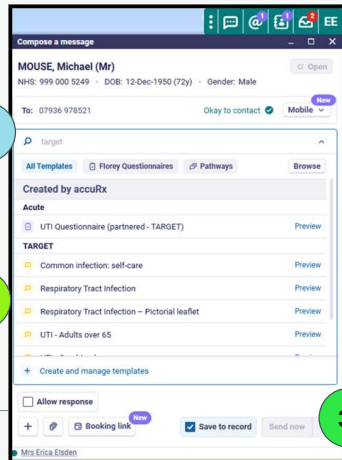 1
1
2
EE
Compose a message
MOUSE, Michael (Mr)
Open
NHS: 999 000 5249 - DOB: 12-Dec-1950 (72y) - Gender: Male
New
To: 07936 978521 Okay to contact Mobile
target
All Templates Florey Questionnaires Pathways Browse
Created by accuRx
Acute
UTI Questionnaire (partnered - TARGET) Preview
TARGET
Common infection: self-care Preview
Respiratory Tract Infection Preview
Respiratory Tract Infection – Pictorial leaflet Preview
UTI - Adults over 65 Preview
+ Create and manage templates
Allow response
New
Booking link Save to record Send now
3
Mrs Erica Elsden